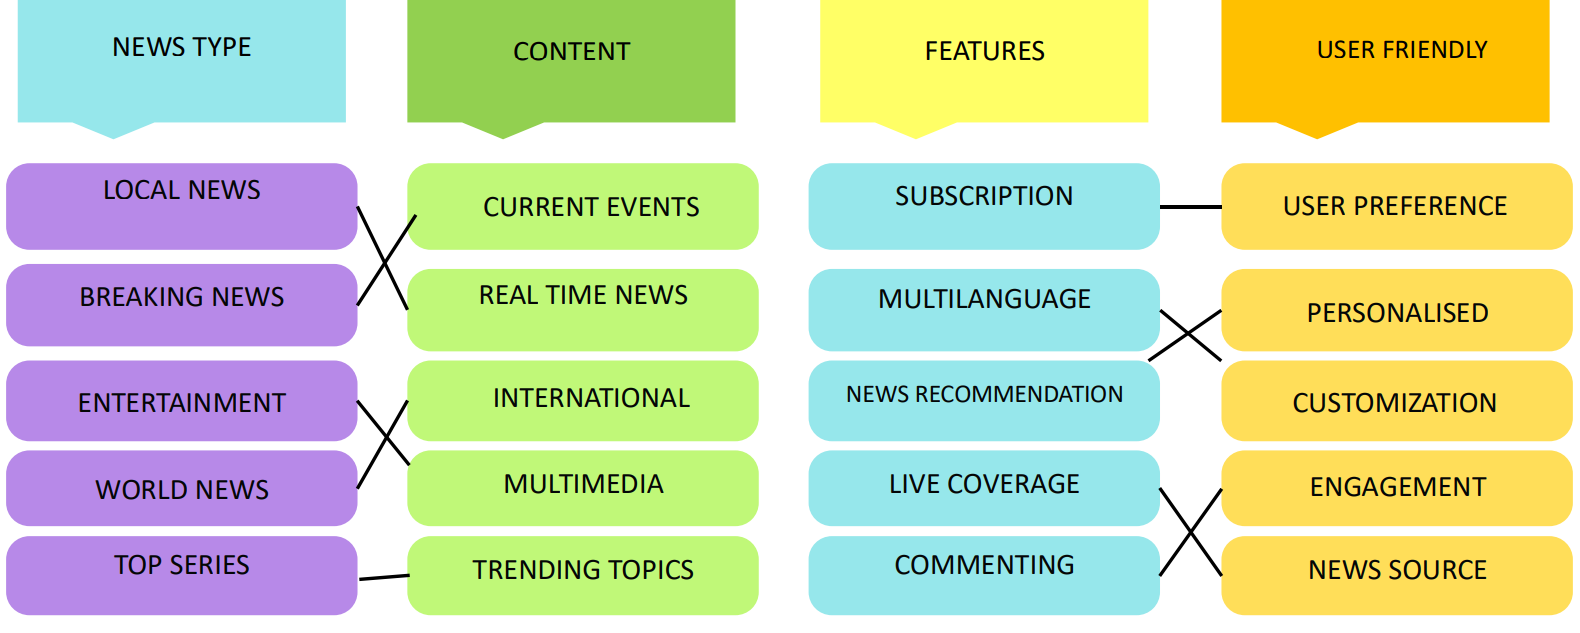 NEWS TYPE
CONTENT
FEATURES
USER FRIENDLY
LOCAL NEWS
CURRENT EVENTS
SUBSCRIPTION
USER PREFERENCE
BREAKING NEWS
REAL TIME NEWS
MULTILANGUAGE
PERSONALISED
ENTERTAINMENT
INTERNATIONAL
NEWS RECOMMENDATION
CUSTOMIZATION
WORLD NEWS
MULTIMEDIA
LIVE COVERAGE
ENGAGEMENT
TOP SERIES
TRENDING TOPICS
COMMENTING
NEWS SOURCE